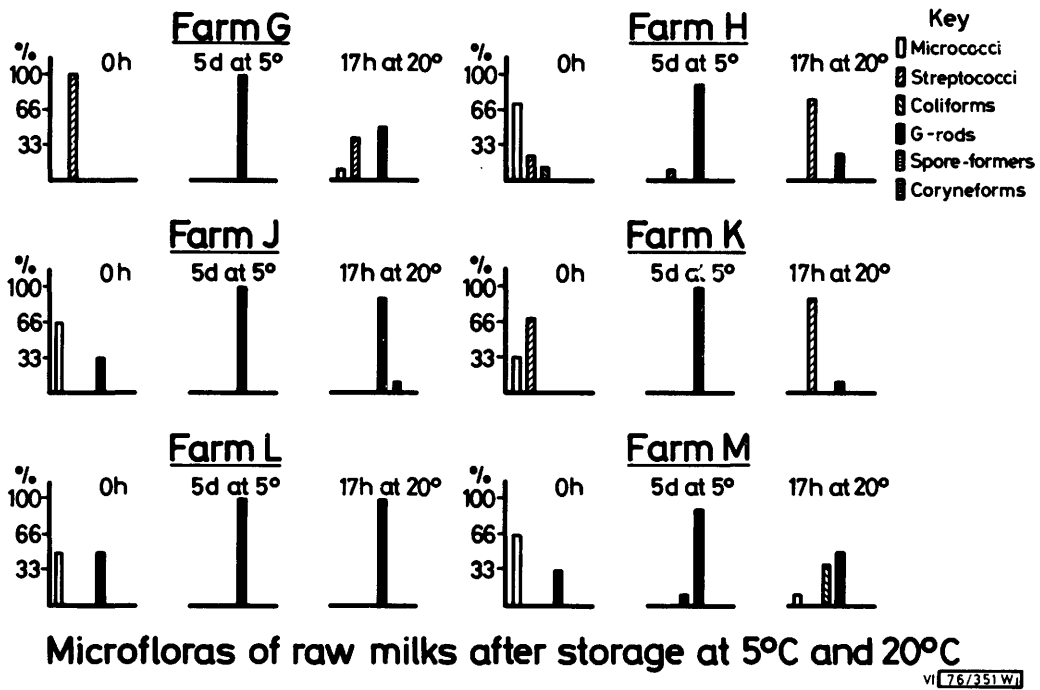 Farm G
% 0h 5d at 5° 17h at 20°
100
66
33
Farm H
% 0h 5d at 5° 17h at 20°
100
66
33
Key
Micrococci
Streptococci
Coliforms
G-rods
Spore-formers
Coryneforms
Farm J
% 0h 5d at 5° 17h at 20°
100
66
33
Farm K
% 0h 5d at 5° 17h at 20°
100
66
33
Farm L
% 0h 5d at 5° 17h at 20°
100
66
33
Farm M
% 0h 5d at 5° 17h at 20°
100
66
33
Microfloras of raw milks after storage at 5°C and 20°C
76/351